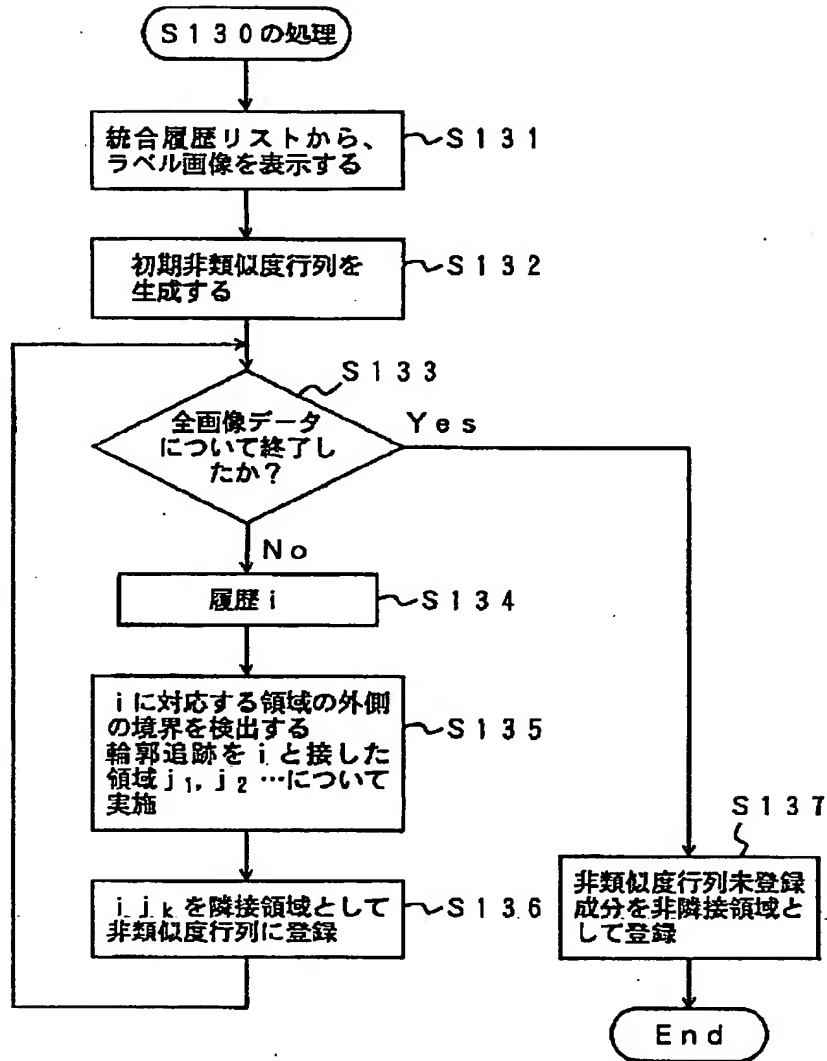 S130の処理
統合履歴リストから、
ラベル画像を表示する
S131
初期非類似度行列を
生成する
S132
S133
全画像データ
について終了し
たか？
Yes
No
履歴i
S134
iに対応する領域の外側
の境界を検出する
輪郭追跡をiと接した
領域j₁, j₂ …について
実施
S135
i jₖを隣接領域として
非類似度行列に登録
S136
S137
非類似度行列未登録
成分を非隣接領域と
して登録
End